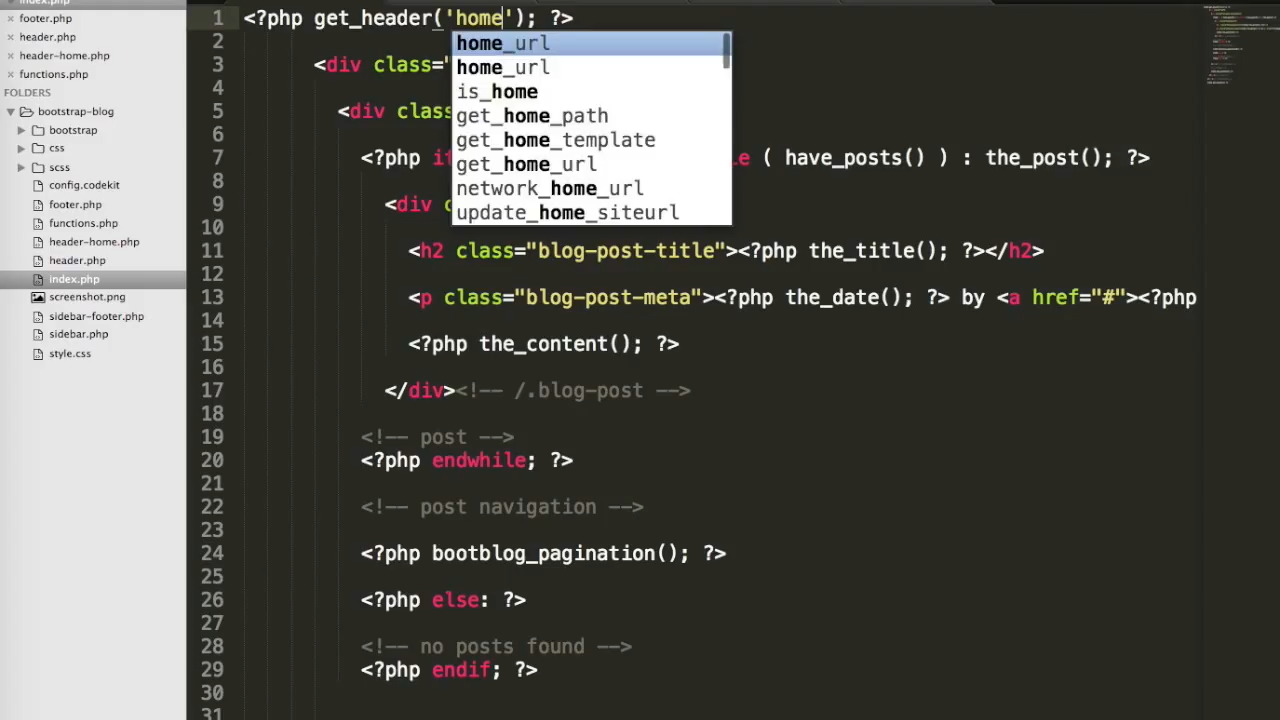 index.php
footer.php
header.php
header-home.php
functions.php
FOLDERS
bootstrap-blog
bootstrap
css
scss
config.codekit
footer.php
functions.php
header-home.php
header.php
index.php
screenshot.png
sidebar-footer.php
sidebar.php
style.css
1 <?php get_header('home'); ?>
home_url
home_url
is_home
get_home_path
get_home_template
get_home_url
network_home_url
update_home_siteurl
2
3 <div class="
4
5 <div class
6
7 <?php if le ( have_posts() ) : the_post(); ?>
8
9 <div c
10
11 <h2 class="blog-post-title"><?php the_title(); ?></h2>
12
13 <p class="blog-post-meta"><?php the_date(); ?> by <a href="#"><?php
14
15 <?php the_content(); ?>
16
17 </div><!-- /.blog-post -->
18
19 <!-- post -->
20 <?php endwhile; ?>
21
22 <!-- post navigation -->
23
24 <?php bootblog_pagination(); ?>
25
26 <?php else: ?>
27
28 <!-- no posts found -->
29 <?php endif; ?>
30
31